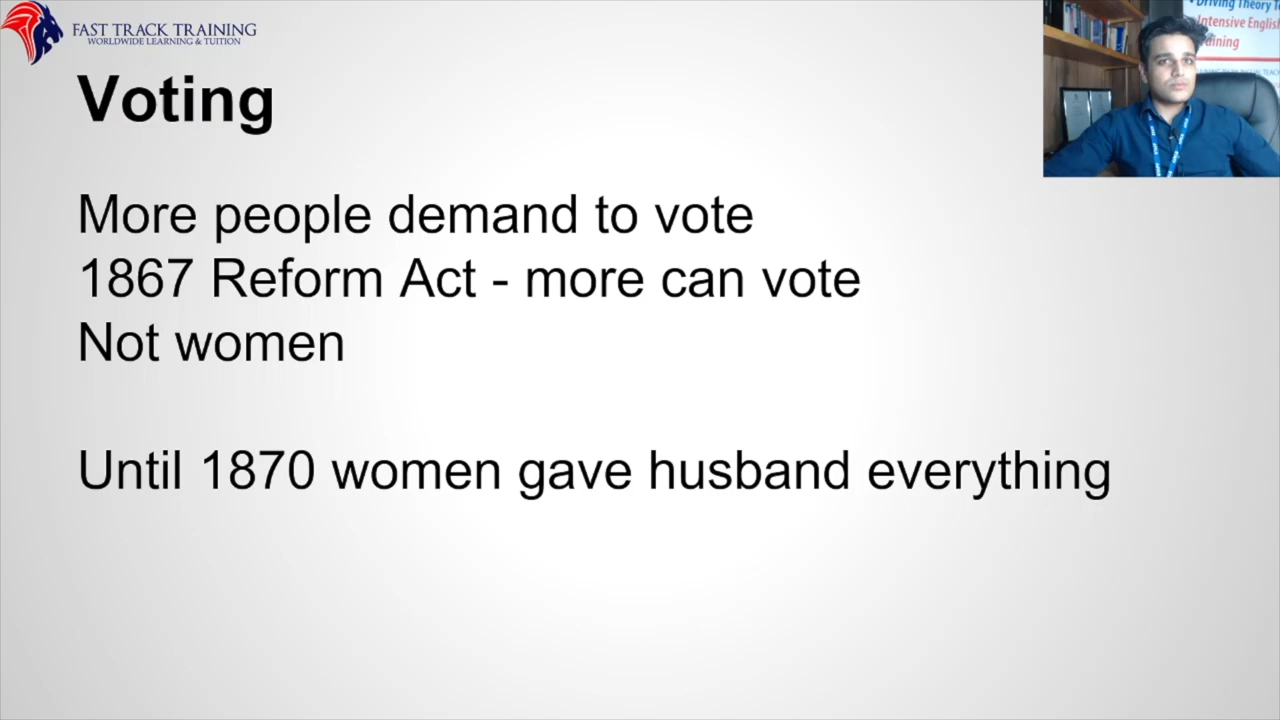 FAST TRACK TRAINING
WORLDWIDE LEARNING & TUITION
Driving Theory
Intensive English
Voting
More people demand to vote
1867 Reform Act - more can vote
Not women
Until 1870 women gave husband everything